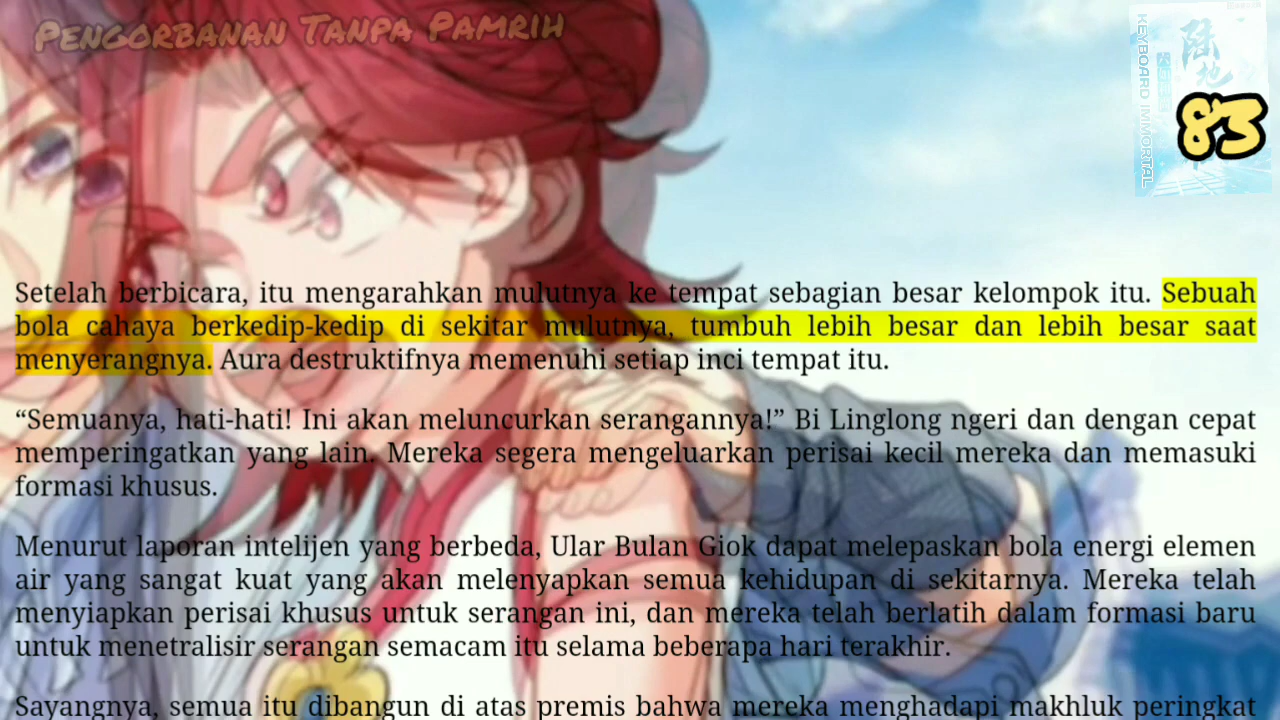 Pengorbanan Tanpa Pamrih
KEYBOARD IMMORTAL
83
Setelah berbicara, itu mengarahkan mulutnya ke tempat sebagian besar kelompok itu. Sebuah
bola cahaya berkedip-kedip di sekitar mulutnya, tumbuh lebih besar dan lebih besar saat
menyerangnya. Aura destruktifnya memenuhi setiap inci tempat itu.
“Semuanya, hati-hati! Ini akan meluncurkan serangannya!” Bi Linglong ngeri dan dengan cepat
memperingatkan yang lain. Mereka segera mengeluarkan perisai kecil mereka dan memasuki
formasi khusus.
Menurut laporan intelijen yang berbeda, Ular Bulan Giok dapat melepaskan bola energi elemen
air yang sangat kuat yang akan melenyapkan semua kehidupan di sekitarnya. Mereka telah
menyiapkan perisai khusus untuk serangan ini, dan mereka telah berlatih dalam formasi baru
untuk menetralisir serangan semacam itu selama beberapa hari terakhir.
Sayangnya, semua itu dibangun di atas premis bahwa mereka menghadapi makhluk peringkat